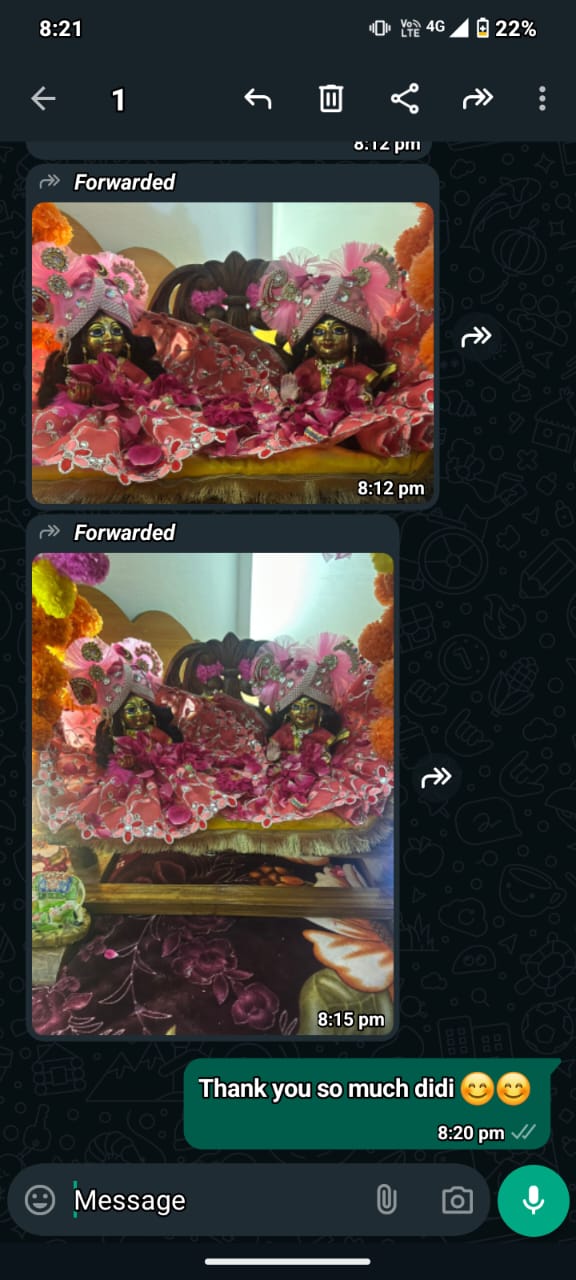 8:21
Vo)) LTE 4G 22%
1
8:12 pm
Forwarded
8:12 pm
Forwarded
8:15 pm
Thank you so much didi 😊😊
8:20 pm
Message